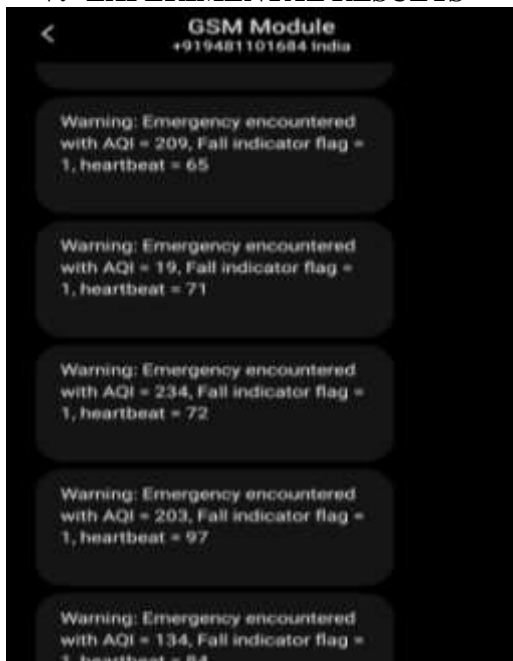 GSM Module
+919481101684 India
Warning: Emergency encountered
with AQI = 209, Fall indicator flag =
1, heartbeat = 65
Warning: Emergency encountered
with AQI = 19, Fall indicator flag =
1, heartbeat = 71
Warning: Emergency encountered
with AQI = 234, Fall indicator flag =
1, heartbeat = 72
Warning: Emergency encountered
with AQI = 203, Fall indicator flag =
1, heartbeat = 97
Warning: Emergency encountered
with AQI = 134, Fall indicator flag =
1, heartbeat = 84